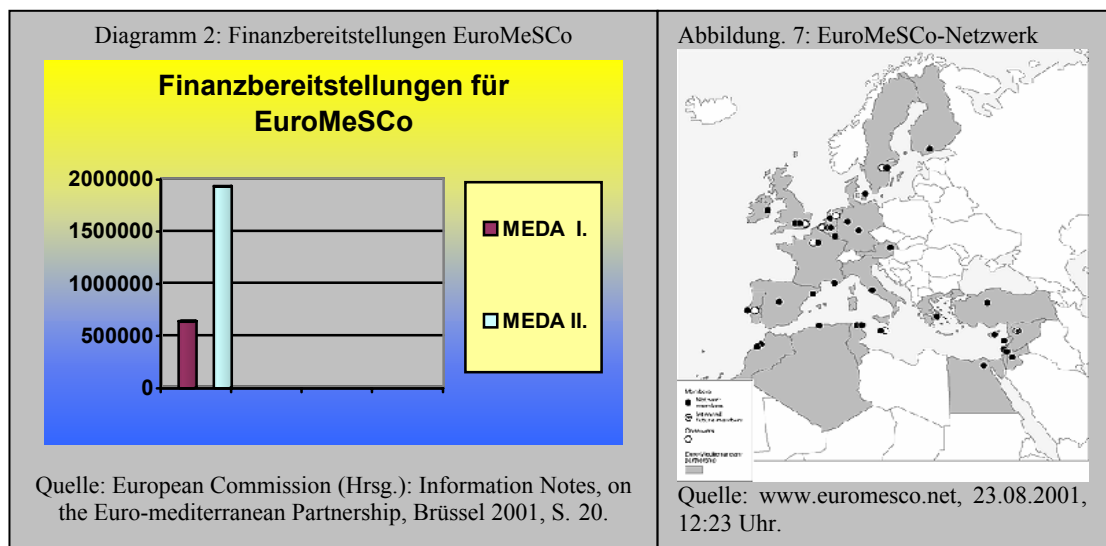 Diagramm 2: Finanzbereitstellungen EuroMeSCo
Finanzbereitstellungen für
EuroMeSCo
2000000
1500000
1000000
500000
0
MEDA I.
MEDA II.
Quelle: European Commission (Hrsg.): Information Notes, on
the Euro-mediterranean Partnership, Brüssel 2001, S. 20.
Abbildung. 7: EuroMeSCo-Netzwerk
Members
Observers
Quelle: www.euromesco.net, 23.08.2001,
12:23 Uhr.